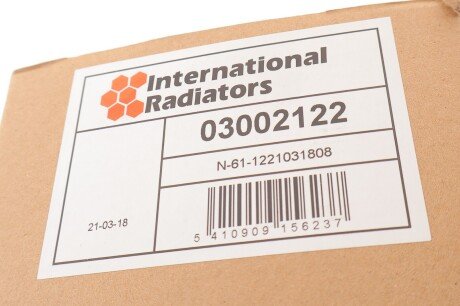 International
Radiators
03002122
N-61-1221031808
21-03-18
5 410909 156237